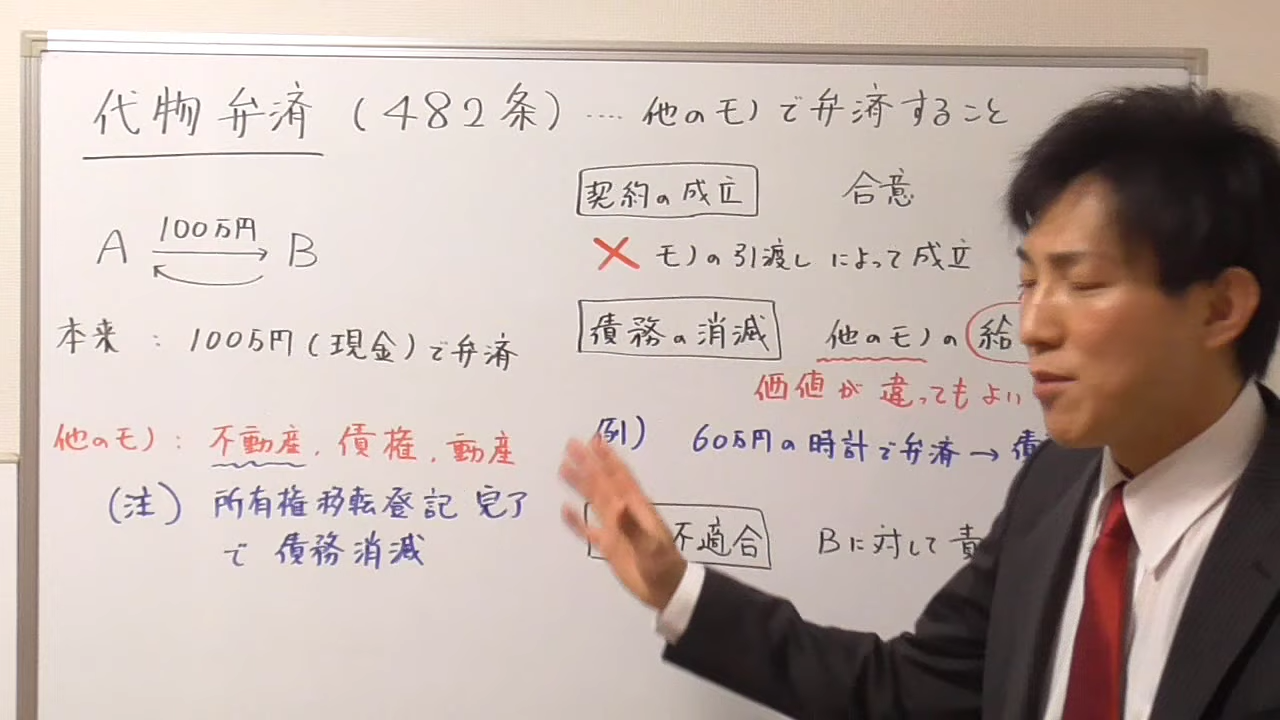 代物弁済 (482条) ‥‥ 他のモノで弁済すること
A 100万円 B
本来 : 100万円(現金)で弁済
他のモノ : 不動産, 債権, 動産
(注) 所有権移転登記 完了
で 債務消滅
契約の成立 合意
× モノの引渡し によって成立
債務の消滅 他のモノの給
価値が違ってもよい
例) 60万円の時計で弁済→債
不適合 Bに対して責